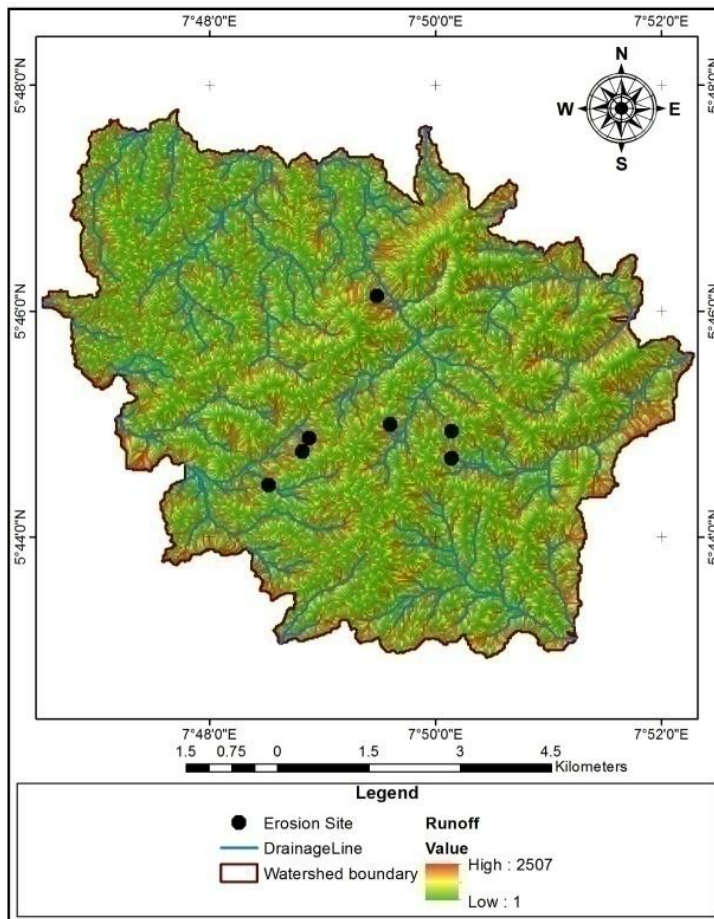 7°48'0"E 7°50'0"E 7°52'0"E
N
W E
S
5°48'0"N 5°48'0"N
5°46'0"N 5°46'0"N
5°44'0"N 5°44'0"N
7°48'0"E 7°50'0"E 7°52'0"E
1.5 0.75 0 1.5 3 4.5
Kilometers
Legend
Erosion Site
DrainageLine
Watershed boundary
Runoff
Value
High : 2507
Low : 1